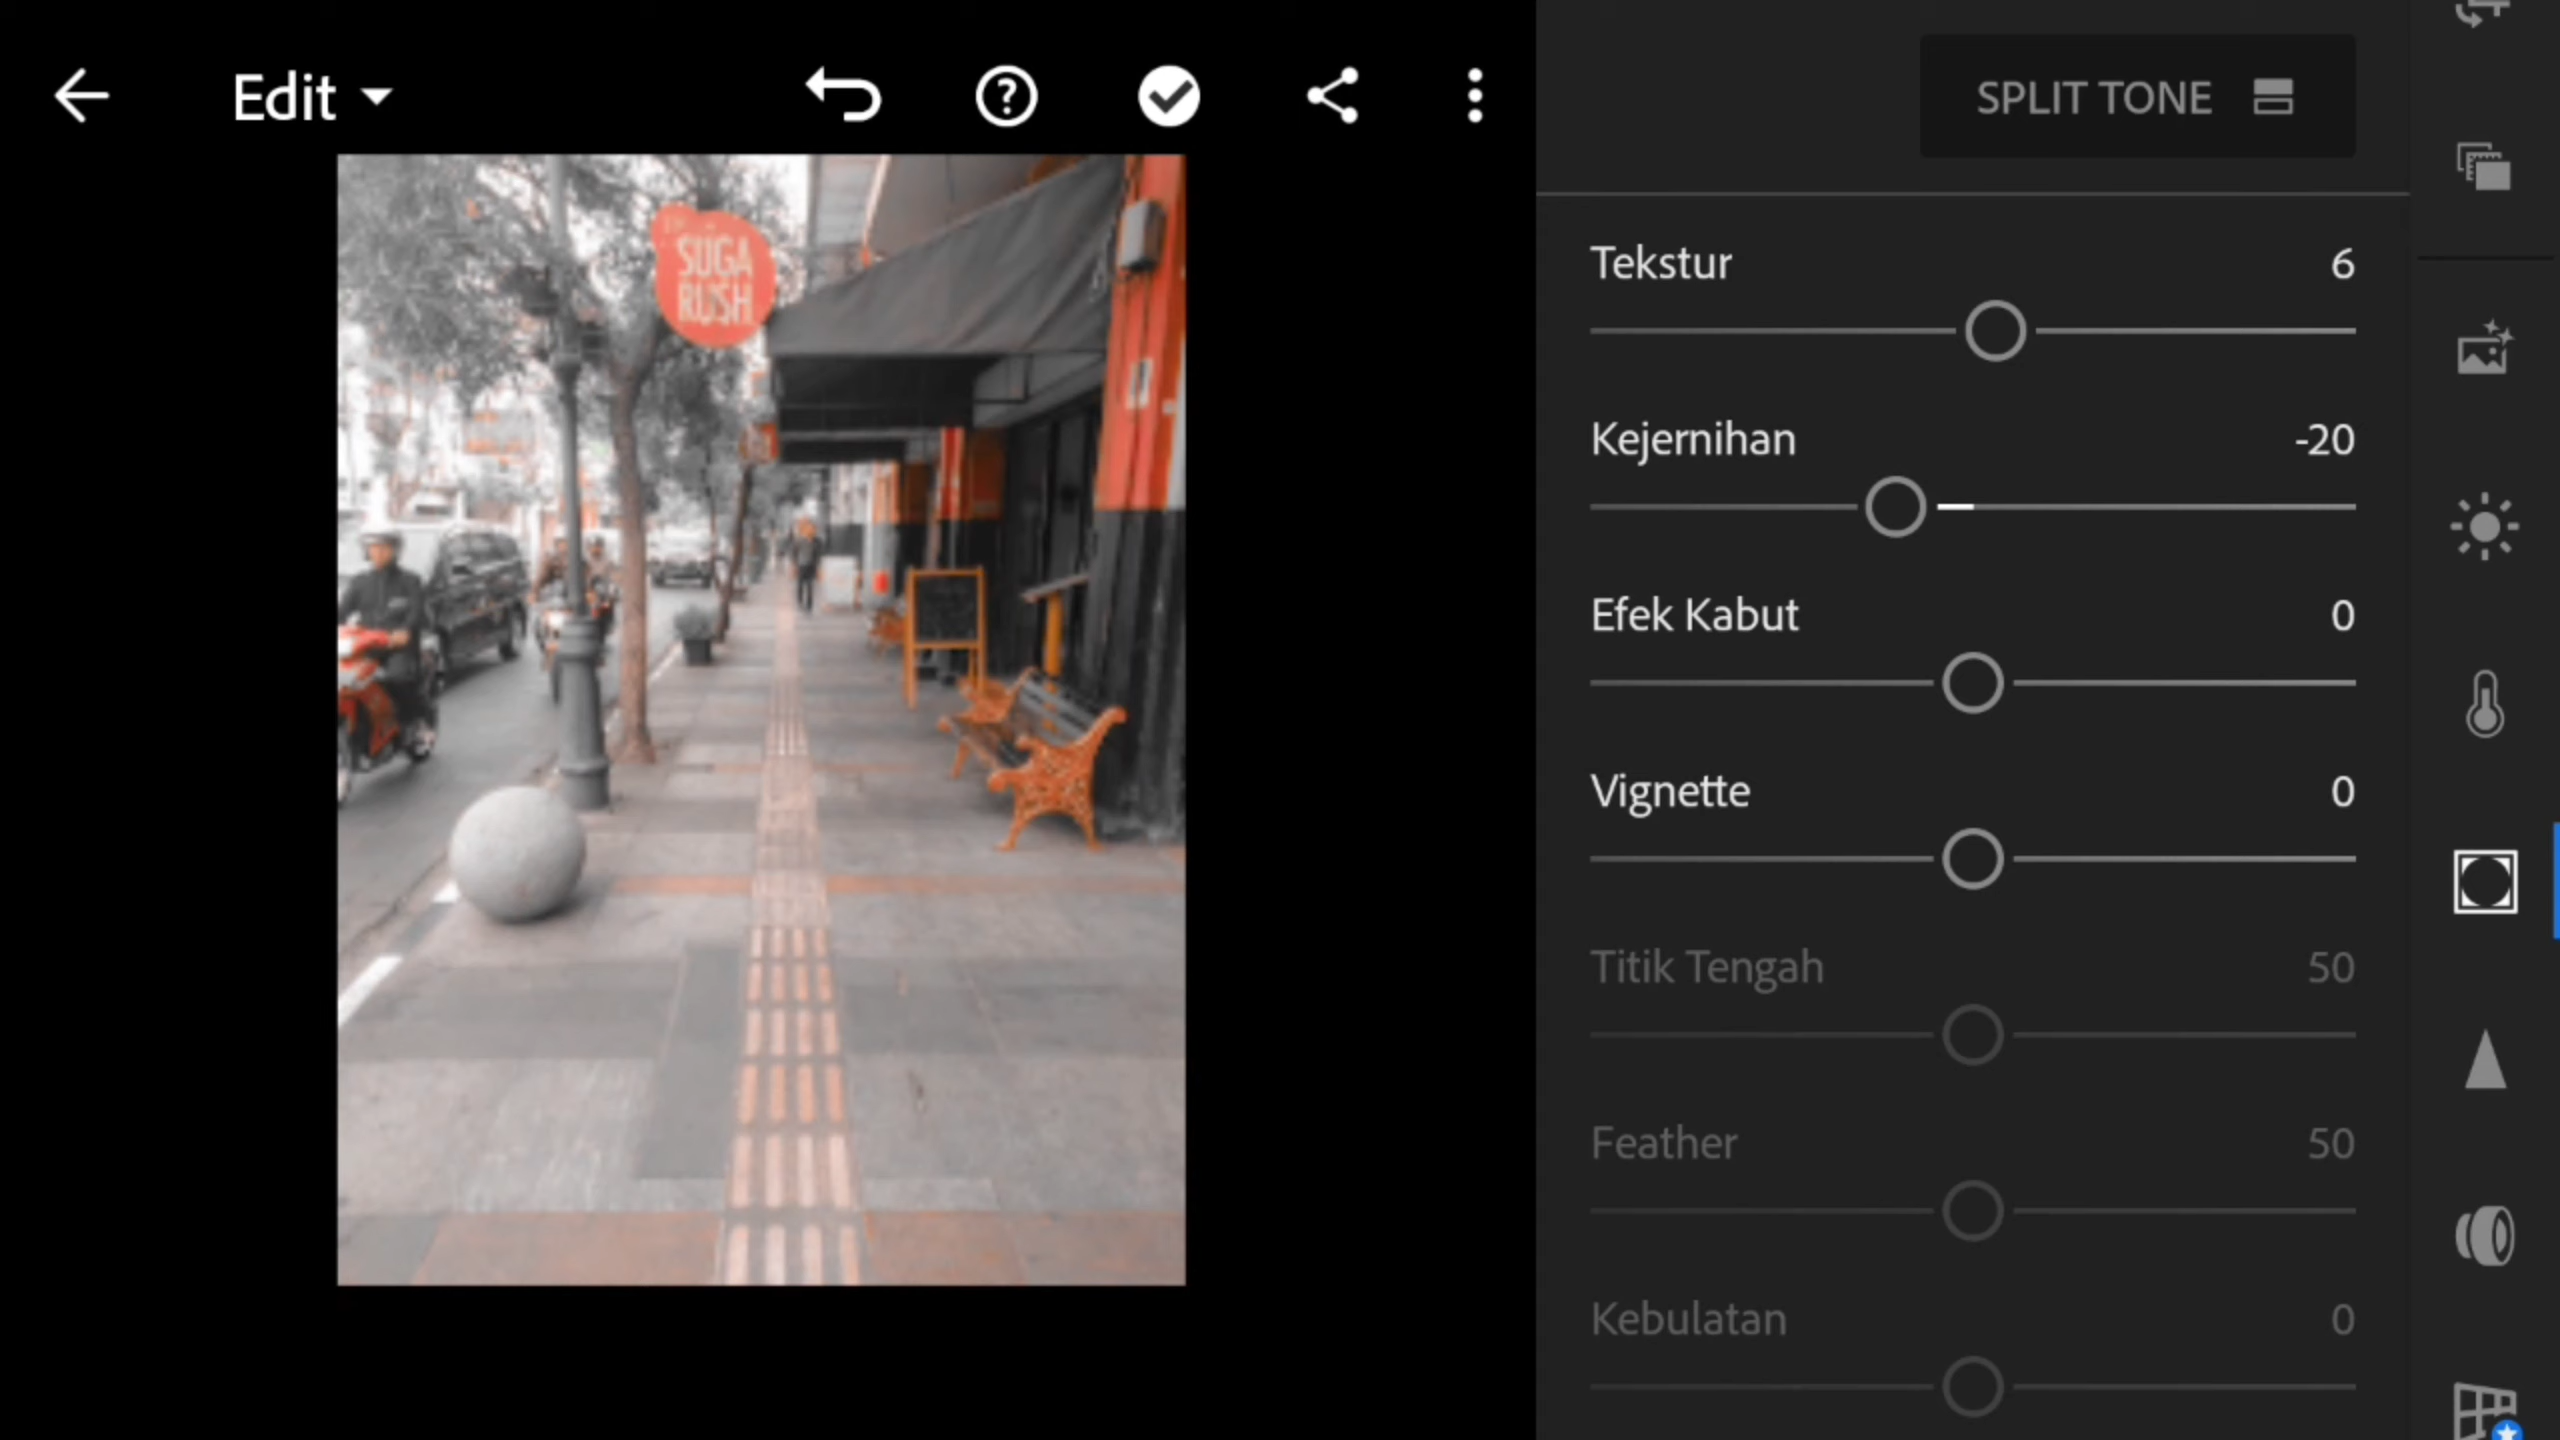 Edit
SPLIT TONE
SUGA
RUSH
Tekstur 6
Kejernihan -20
Efek Kabut 0
Vignette 0
Titik Tengah 50
Feather 50
Kebulatan 0